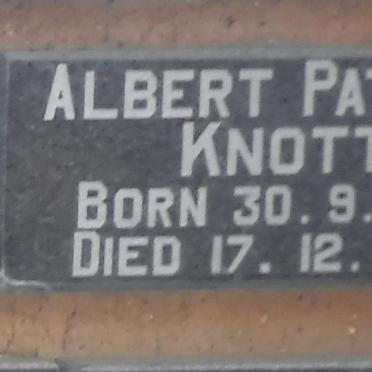 ALBERT PAT
KNOTT
BORN 30.9.
DIED 17.12.